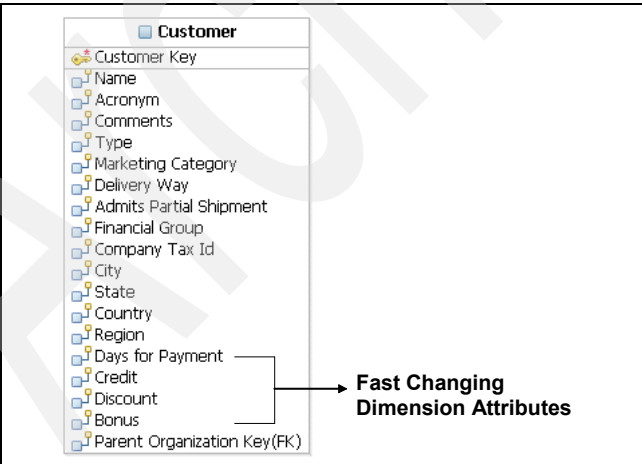 Customer
Customer Key
Name
Acronym
Comments
Type
Marketing Category
Delivery Way
Admits Partial Shipment
Financial Group
Company Tax Id
City
State
Country
Region
Days for Payment
Credit
Discount
Bonus
Parent Organization Key(FK)
Fast Changing
Dimension Attributes